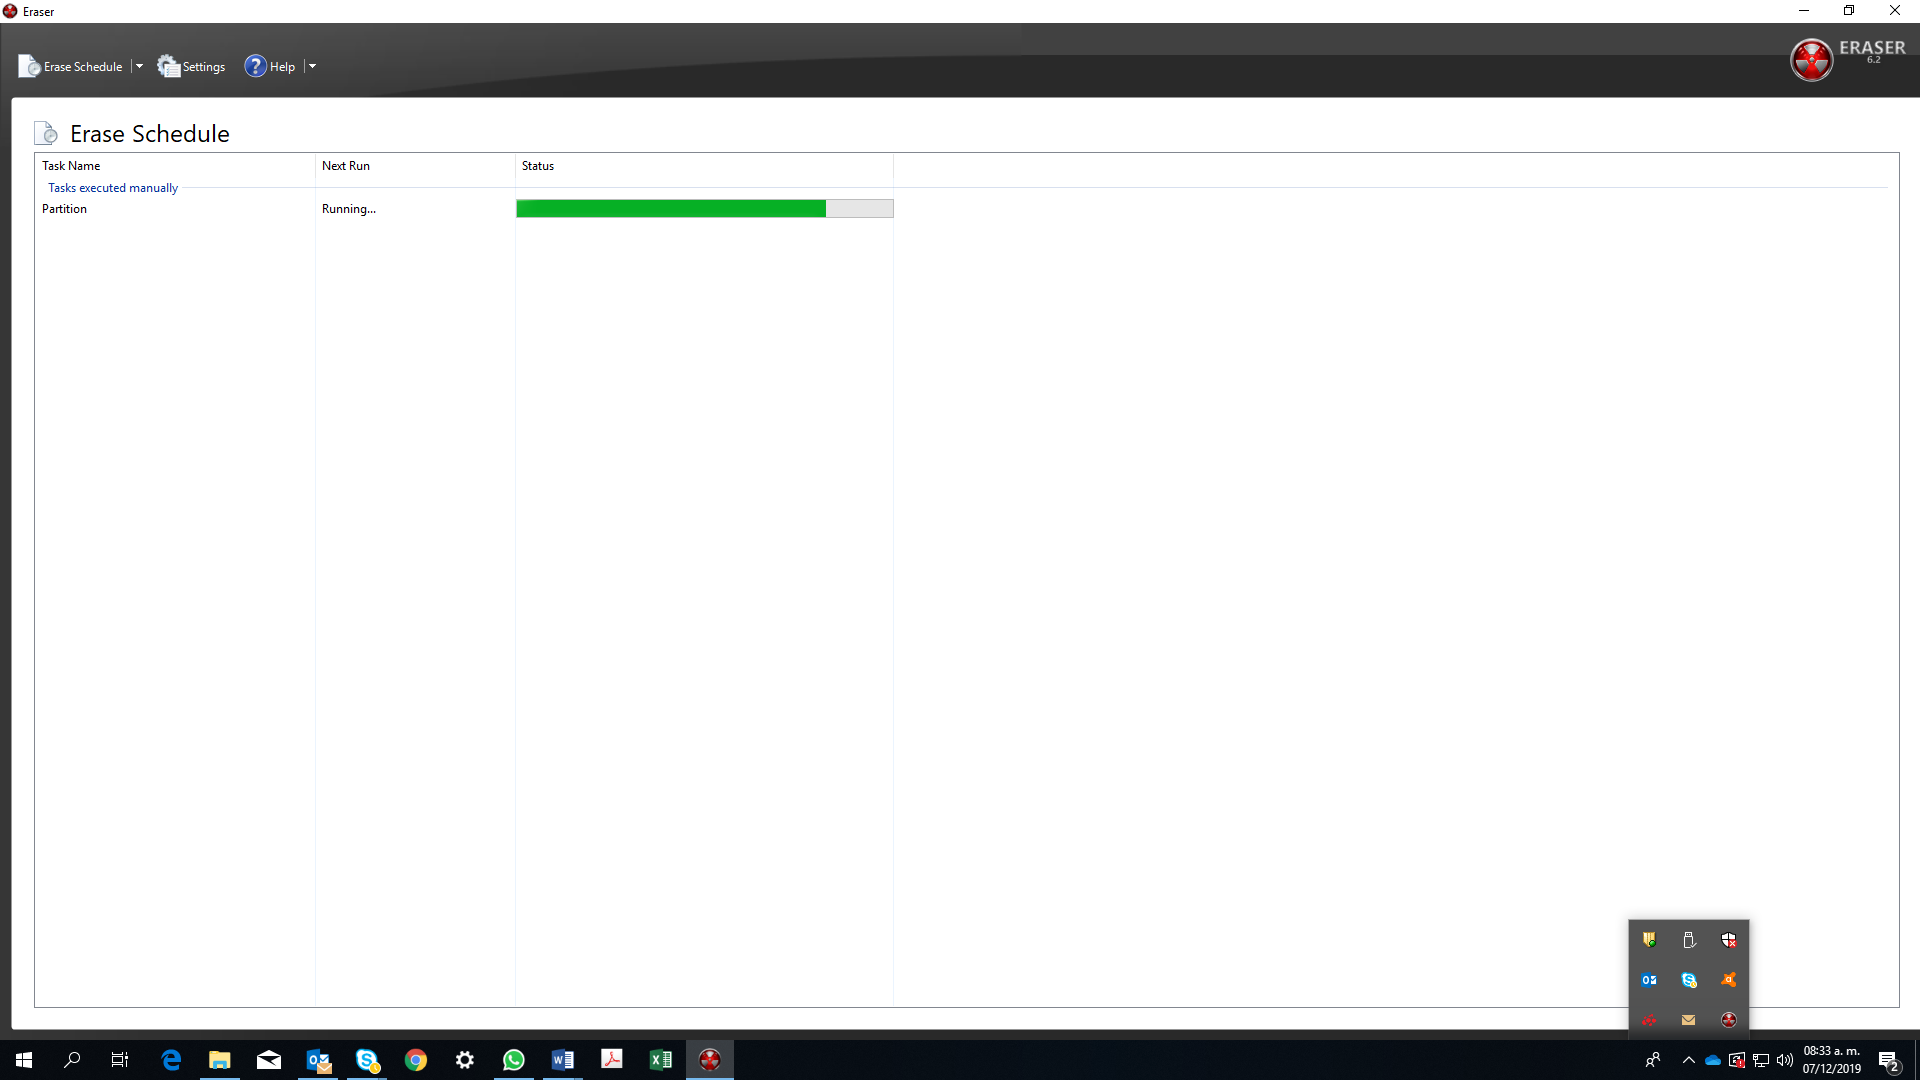 Eraser
Erase Schedule
Settings
Help
ERASER
6.2
Erase Schedule
Task Name Next Run Status
Tasks executed manually
Partition Running...
08:33 a. m.
07/12/2019
2